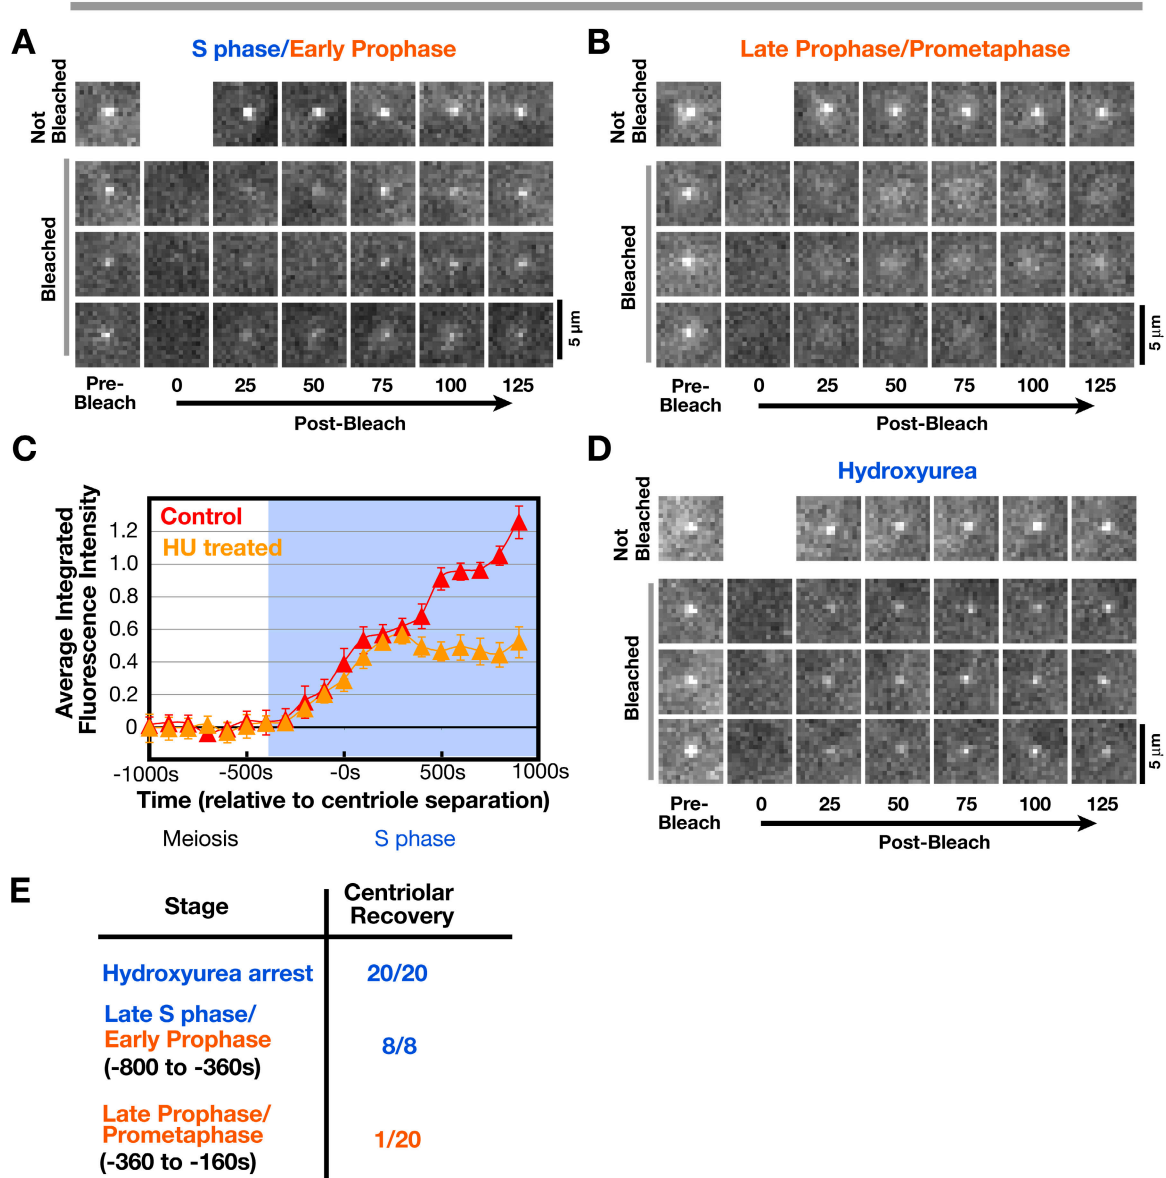 A
S phase/Early Prophase
Not
Bleached
Bleached
5 µm
Pre-
Bleach
0
25
50
75
100
125
Post-Bleach
B
Late Prophase/Prometaphase
Not
Bleached
Bleached
5 µm
Pre-
Bleach
0
25
50
75
100
125
Post-Bleach
C
Average Integrated
Fluorescence Intensity
Control
HU treated
1.2
1.0
0.8
0.6
0.4
0.2
0
-1000s
-500s
-0s
500s
1000s
Time (relative to centriole separation)
Meiosis
S phase
D
Hydroxyurea
Not
Bleached
Bleached
5 µm
Pre-
Bleach
0
25
50
75
100
125
Post-Bleach
E
Stage
Centriolar
Recovery
Hydroxyurea arrest
20/20
Late S phase/
Early Prophase
(-800 to -360s)
8/8
Late Prophase/
Prometaphase
(-360 to -160s)
1/20